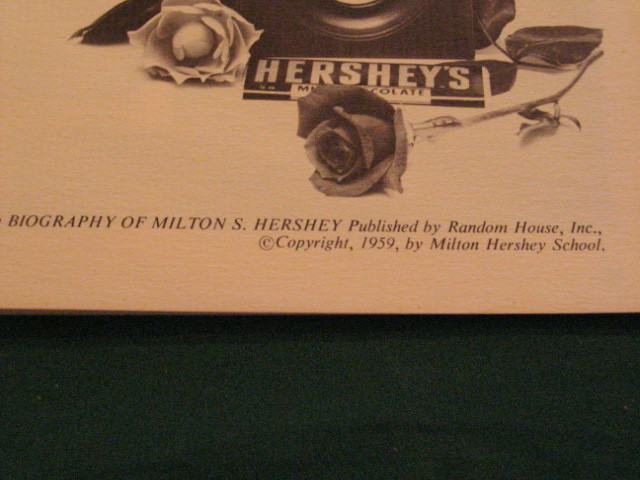 HERSHEY'S
BIOGRAPHY OF MILTON S. HERSHEY Published by Random House, Inc.,
©Copyright, 1959, by Milton Hershey School.